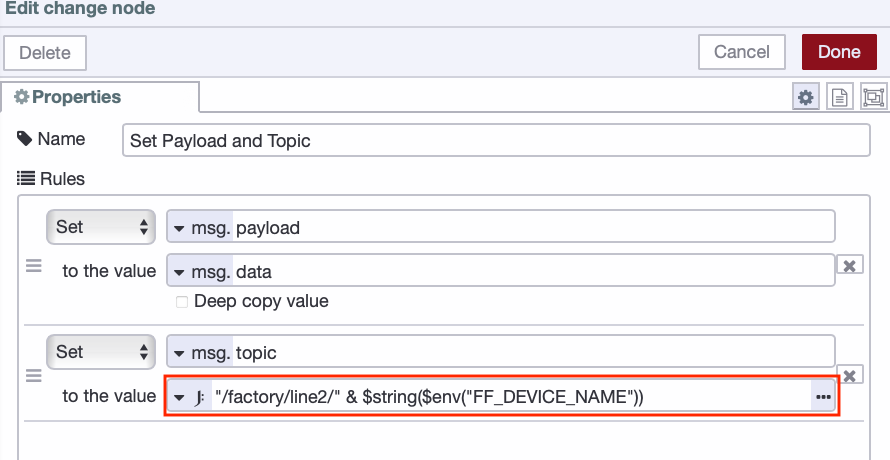 Edit change node
Delete Cancel Done
Properties
Name Set Payload and Topic
Rules
Set msg. payload
to the value msg. data
Deep copy value
Set msg. topic
to the value J: "/factory/line2/" & $string($env("FF_DEVICE_NAME")) •••